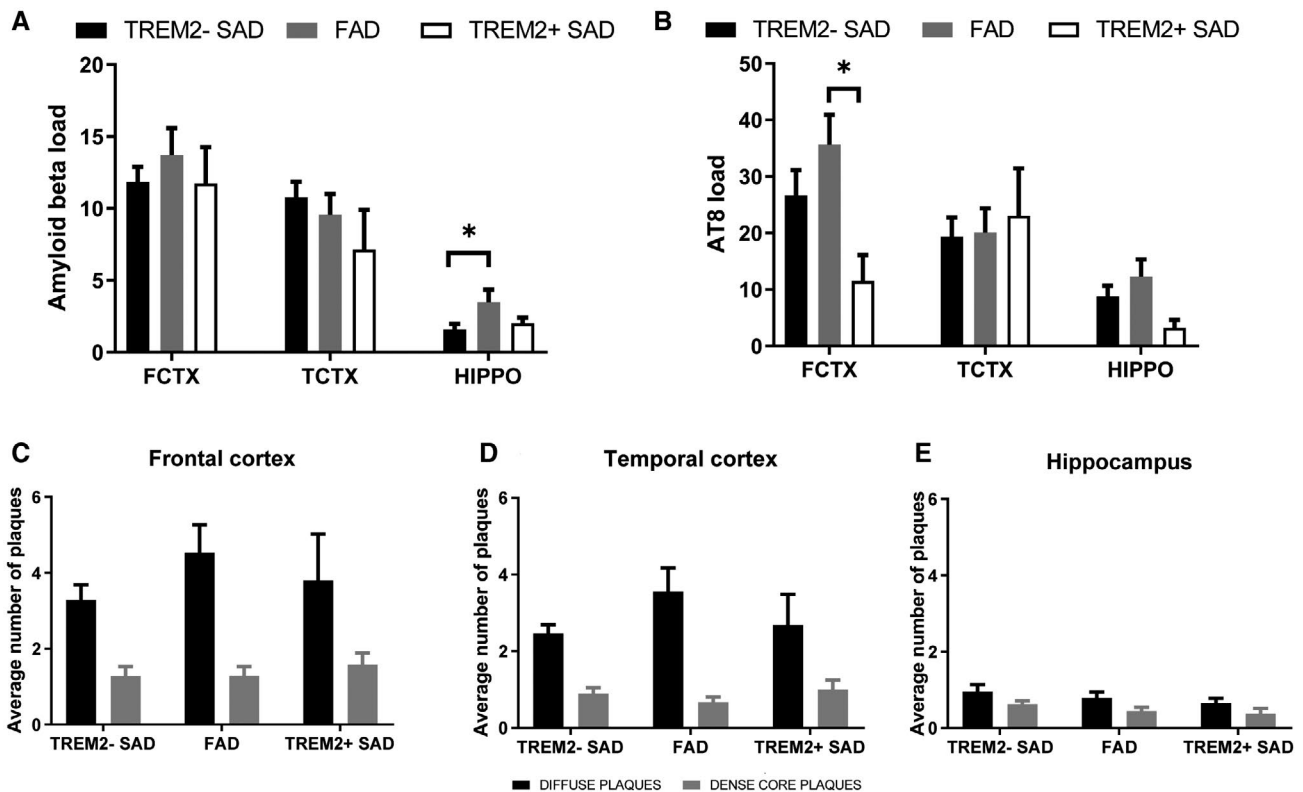 A
TREM2- SAD FAD TREM2+ SAD
Amyloid beta load
20
15
10
5
0
*
FCTX TCTX HIPPO
B
TREM2- SAD FAD TREM2+ SAD
AT8 load
50
40
30
20
10
0
*
FCTX TCTX HIPPO
C
Frontal cortex
Average number of plaques
6
4
2
0
TREM2- SAD FAD TREM2+ SAD
D
Temporal cortex
Average number of plaques
6
4
2
0
TREM2- SAD FAD TREM2+ SAD
E
Hippocampus
Average number of plaques
6
4
2
0
TREM2- SAD FAD TREM2+ SAD
DIFFUSE PLAQUES DENSE CORE PLAQUES